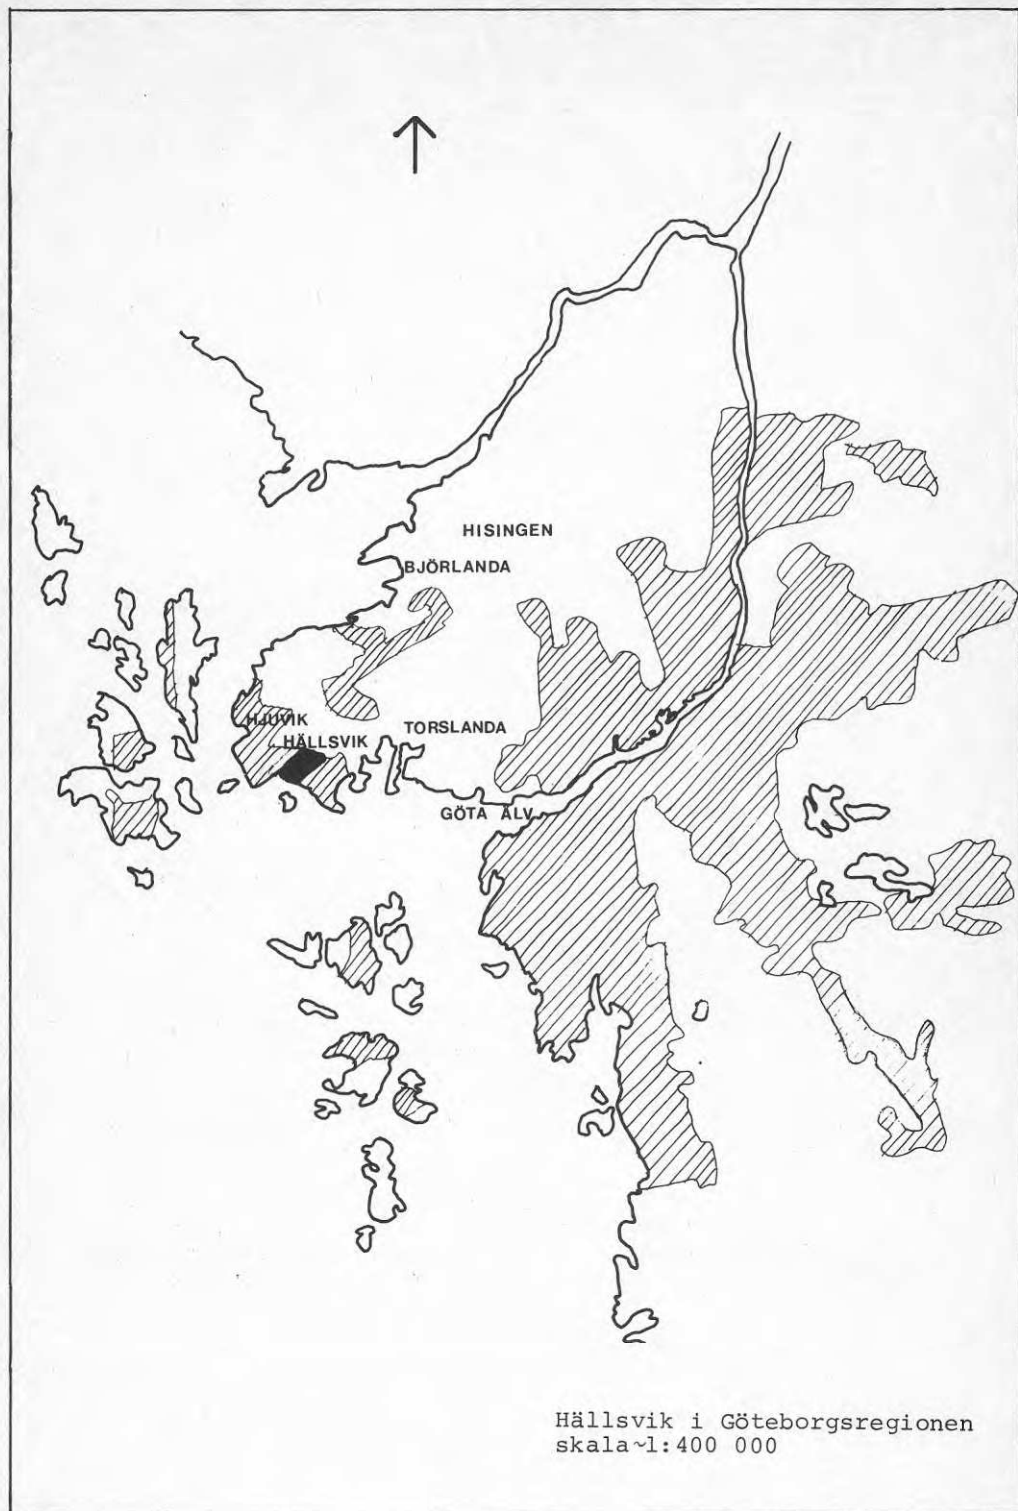 HISINGEN
BJÖRLANDA
HJUVIK
TORSLANDA
HÄLLSVIK
GÖTA ÄLV
Hällsvik i Göteborgsregionen
skala~1:400 000